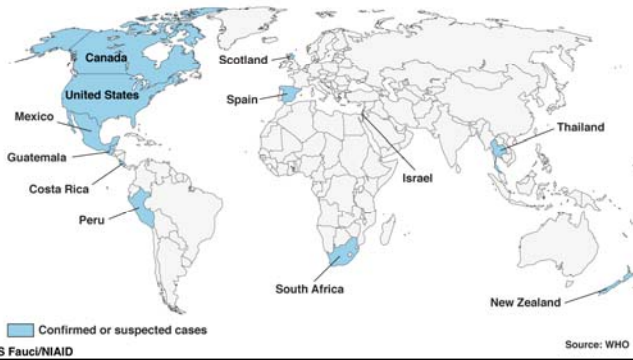 Canada
Scotland
United States
Spain
Mexico
Thailand
Guatemala
Israel
Costa Rica
Peru
South Africa
New Zealand
Confirmed or suspected cases
Source: WHO
S Fauci/NIAID